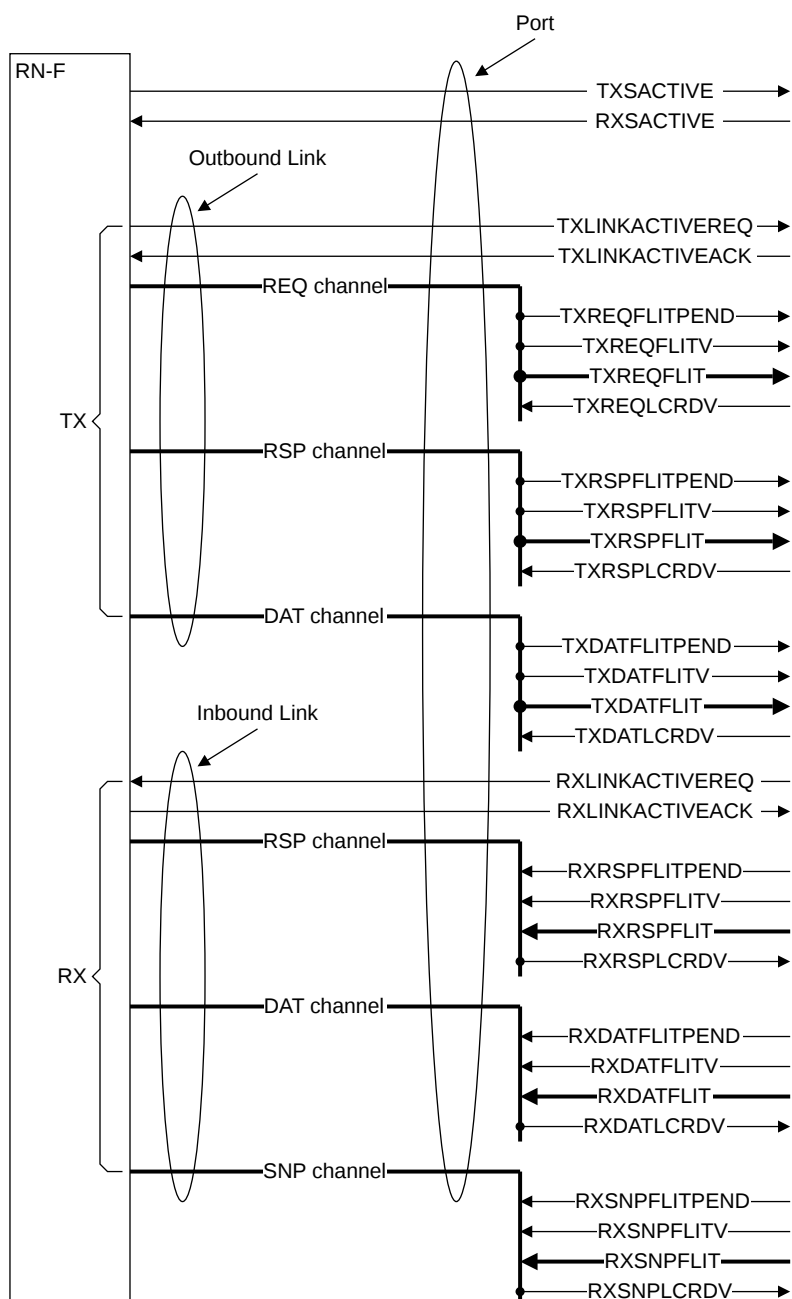 Port
RN-F
TXSACTIVE
RXSACTIVE
Outbound Link
TXLINKACTIVEREQ
TXLINKACTIVEACK
REQ channel
TXREQFLITPEND
TXREQFLITV
TXREQFLIT
TXREQLCRDV
TX
RSP channel
TXRSPFLITPEND
TXRSPFLITV
TXRSPFLIT
TXRSPLCRDV
DAT channel
TXDATFLITPEND
TXDATFLITV
TXDATFLIT
TXDATLCRDV
Inbound Link
RXLINKACTIVEREQ
RXLINKACTIVEACK
RSP channel
RXRSPFLITPEND
RXRSPFLITV
RXRSPFLIT
RXRSPLCRDV
RX
DAT channel
RXDATFLITPEND
RXDATFLITV
RXDATFLIT
RXDATLCRDV
SNP channel
RXSNPFLITPEND
RXSNPFLITV
RXSNPFLIT
RXSNPLCRDV